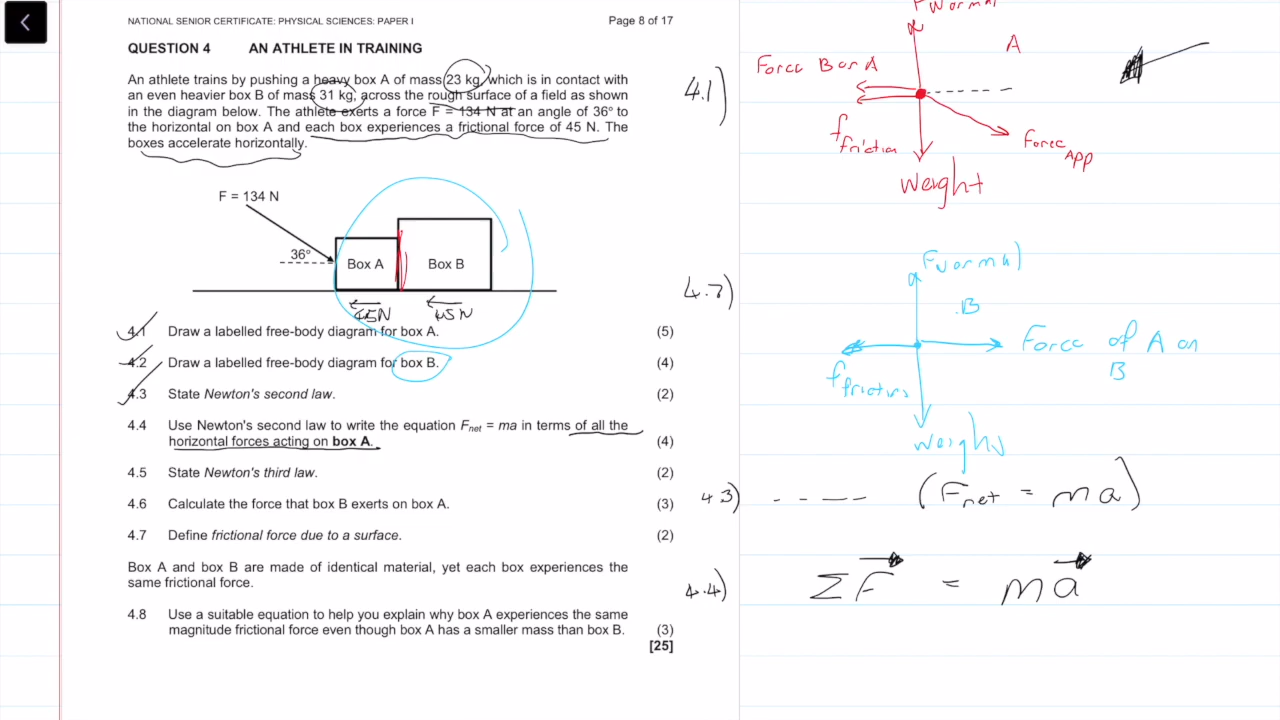 NATIONAL SENIOR CERTIFICATE: PHYSICAL SCIENCES: PAPER I
Page 8 of 17
QUESTION 4 AN ATHLETE IN TRAINING
An athlete trains by pushing a heavy box A of mass 23 kg, which is in contact with
an even heavier box B of mass 31 kg, across the rough surface of a field as shown
in the diagram below. The athlete exerts a force F = 134 N at an angle of 36° to
the horizontal on box A and each box experiences a frictional force of 45 N. The
boxes accelerate horizontally.
F = 134 N
36°
Box A
Box B
45N
45N
4.1 Draw a labelled free-body diagram for box A. (5)
4.2 Draw a labelled free-body diagram for box B. (4)
4.3 State Newton's second law. (2)
4.4 Use Newton's second law to write the equation Fnet = ma in terms of all the
horizontal forces acting on box A. (4)
4.5 State Newton's third law. (2)
4.6 Calculate the force that box B exerts on box A. (3)
4.7 Define frictional force due to a surface. (2)
Box A and box B are made of identical material, yet each box experiences the
same frictional force.
4.8 Use a suitable equation to help you explain why box A experiences the same
magnitude frictional force even though box A has a smaller mass than box B. (3)
[25]
4.1)
FNormal
A
Force B on A
f friction
Force App
Weight
4.2)
FNormal
B
Force of A on
B
f friction
Weight
4.3) ---- (Fnet = ma)
4.4) ΣF = ma